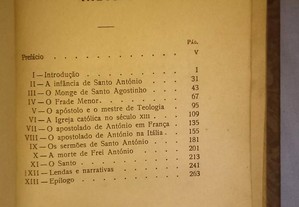 Pág.
Prefácio . . . . . V
I — Introdução . . . . . I
II — A infância de Santo António . . 31
III — O Monge de Santo Agostinho . . 43
IV — O Frade Menor. . . . . 67
V — O apóstolo e o mestre de Teologia . 95
VI — A Igreja católica no século XIII . . 109
VII — O apostolado de António em França . 135
VIII — O apostolado de António na Itália . . 155
IX — Os sermões de Santo António . . 181
X — A morte de Frei António . . . 201
XI — O Santo . . . . . 213
XII — Lendas e narrativas . . . . 241
XIII — Epílogo . . . . . 263